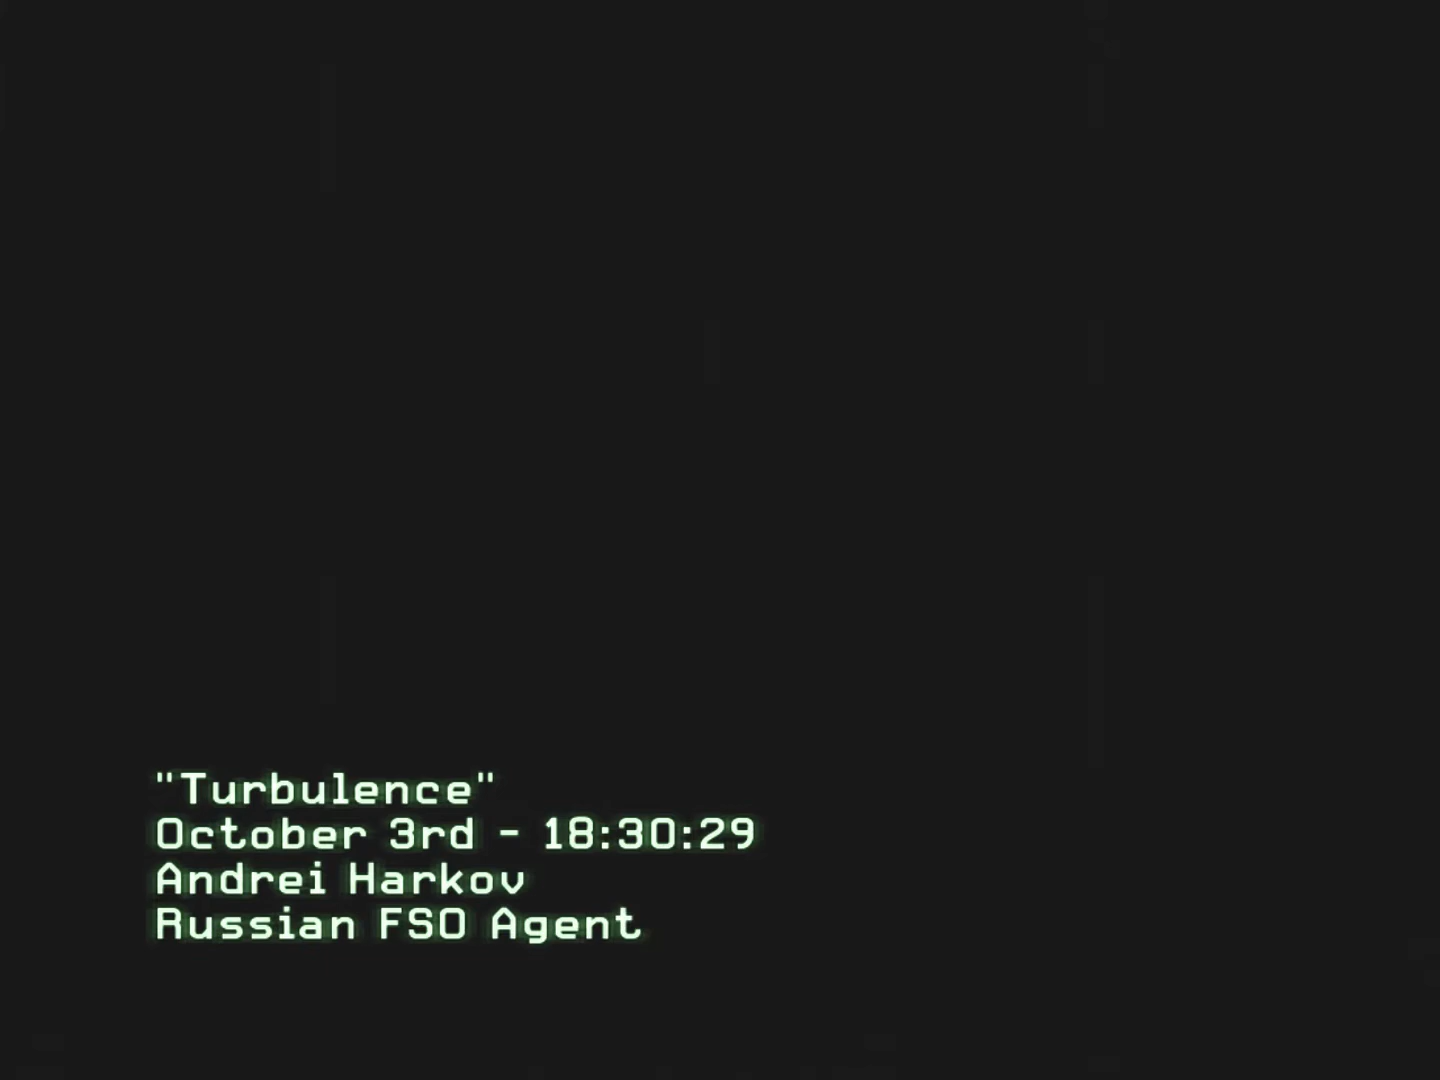 "Turbulence"
October 3rd - 18:30:29
Andrei Harkov
Russian FSO Agent